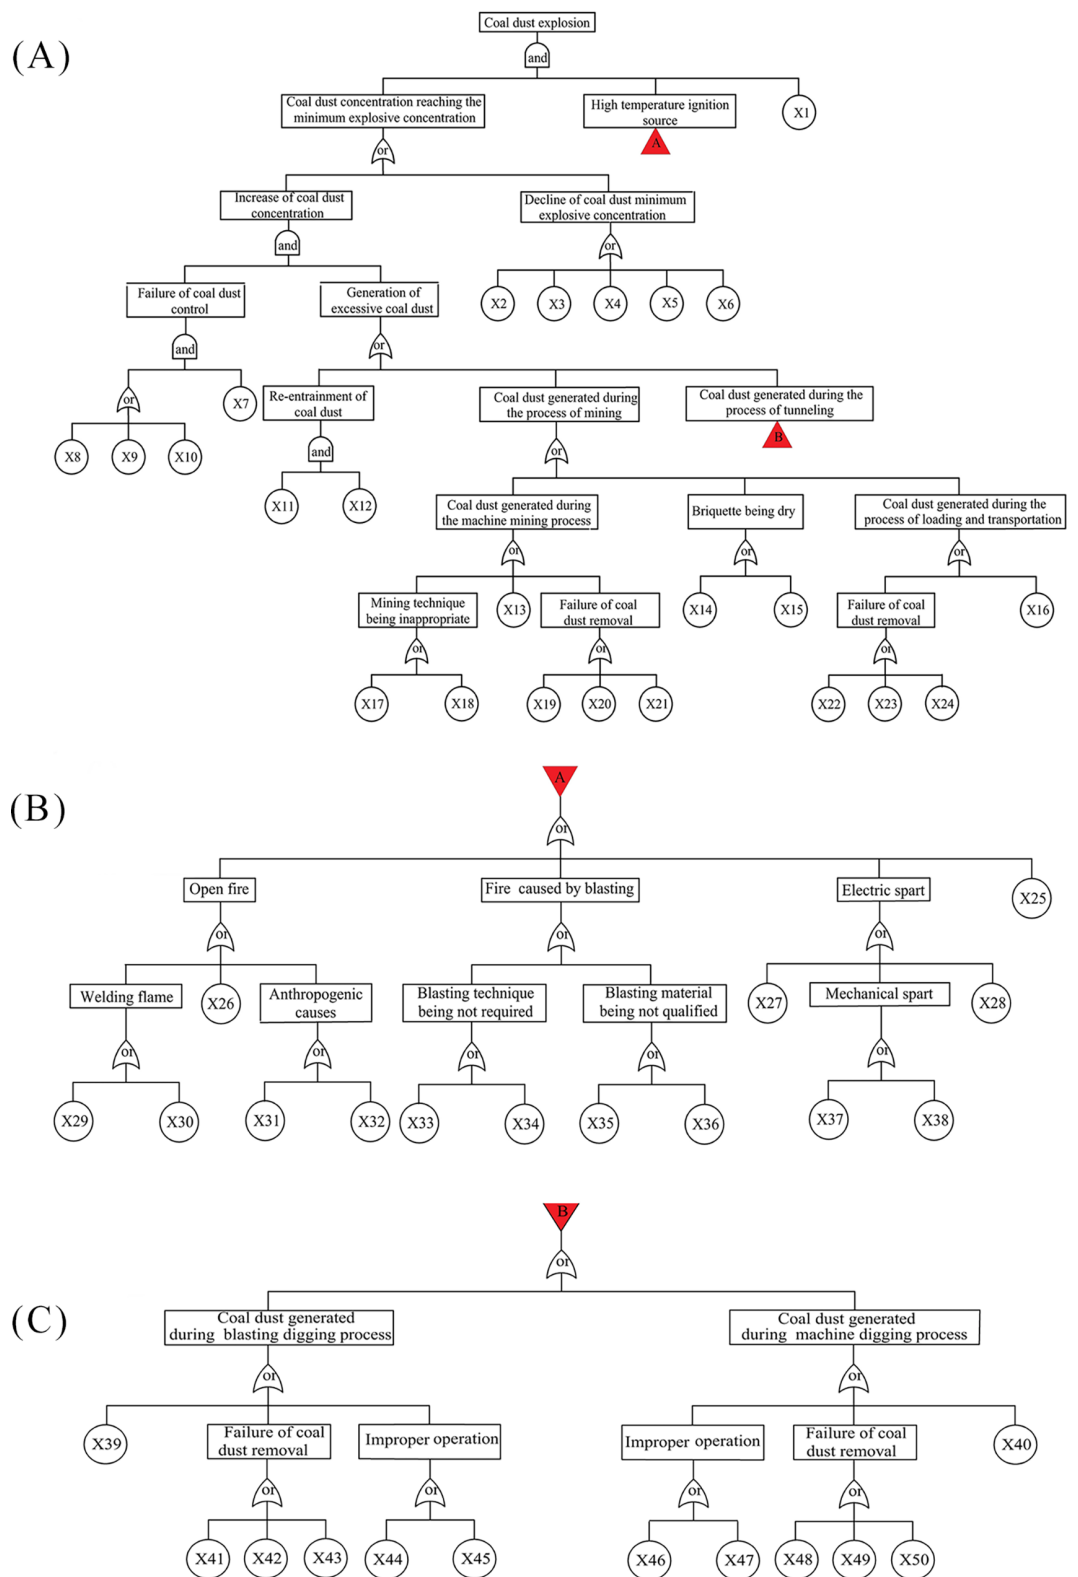 Coal dust explosion
(A)
and
Coal dust concentration reaching the
minimum explosive concentration
High temperature ignition
source
X1
A
or
Increase of coal dust
concentration
Decline of coal dust minimum
explosive concentration
and
or
Failure of coal dust
control
Generation of
excessive coal dust
X2
X3
X4
X5
X6
and
or
or
X7
Re-entrainment of
coal dust
Coal dust generated during
the process of mining
Coal dust generated during the
process of tunneling
B
X8
X9
X10
and
or
X11
X12
Coal dust generated during
the machine mining process
Briquette being dry
Coal dust generated during the
process of loading and transportation
or
or
or
Mining technique
being inappropriate
X13
Failure of coal
dust removal
X14
X15
Failure of coal
dust removal
X16
or
or
or
X17
X18
X19
X20
X21
X22
X23
X24
(B)
A
or
Open fire
Fire caused by blasting
Electric spart
X25
or
or
or
Welding flame
X26
Anthropogenic
causes
Blasting technique
being not required
Blasting material
being not qualified
X27
Mechanical spart
X28
or
or
or
or
or
X29
X30
X31
X32
X33
X34
X35
X36
X37
X38
(C)
B
or
Coal dust generated
during blasting digging process
Coal dust generated
during machine digging process
or
or
X39
Failure of coal
dust removal
Improper operation
Improper operation
Failure of coal
dust removal
X40
or
or
or
or
X41
X42
X43
X44
X45
X46
X47
X48
X49
X50